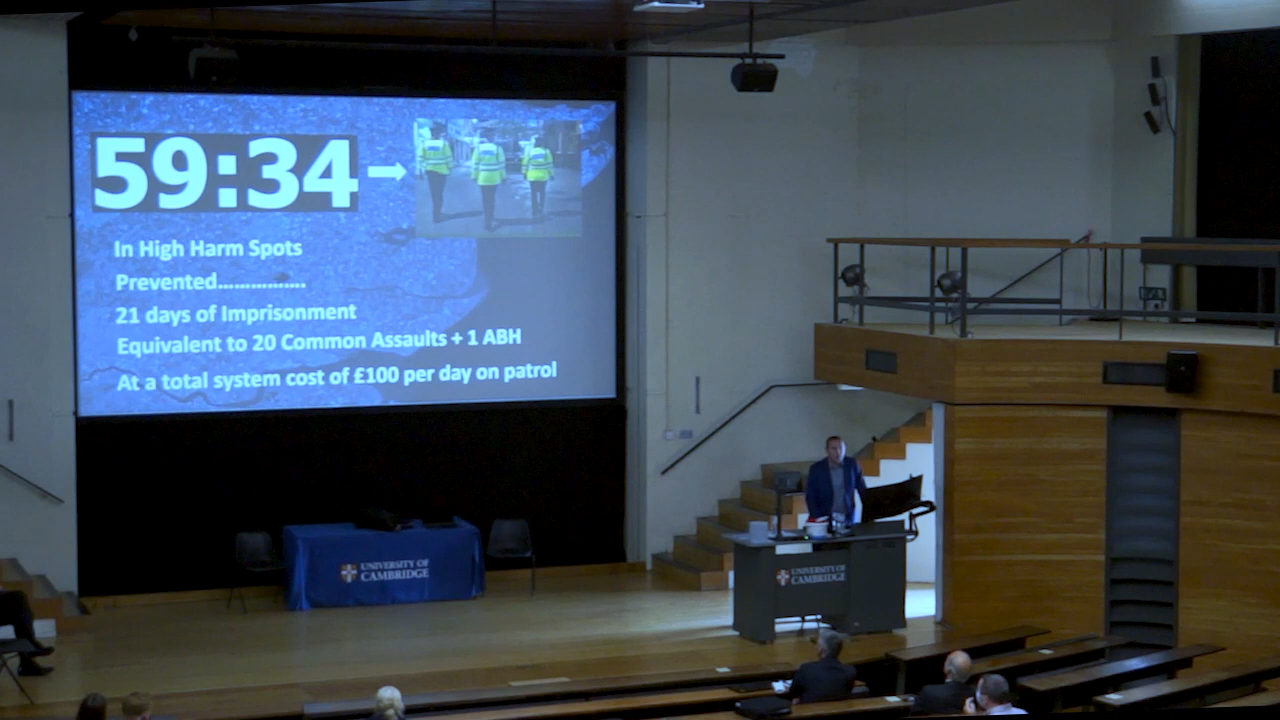 59:34
In High Harm Spots
Prevented................
21 days of Imprisonment
Equivalent to 20 Common Assaults + 1 ABH
At a total system cost of £100 per day on patrol
UNIVERSITY OF
CAMBRIDGE
UNIVERSITY OF
CAMBRIDGE